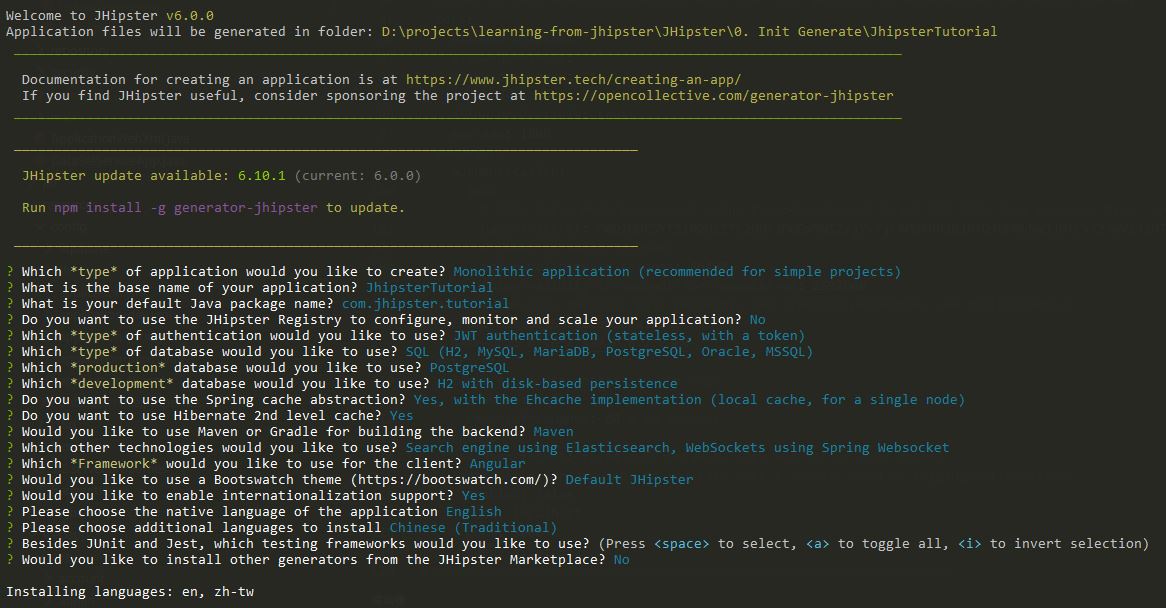 Welcome to JHipster v6.0.0
Application files will be generated in folder: D:\projects\learning-from-jhipster\JHipster\0. Init Generate\JhipsterTutorial
Documentation for creating an application is at https://www.jhipster.tech/creating-an-app/
If you find JHipster useful, consider sponsoring the project at https://opencollective.com/generator-jhipster
JHipster update available: 6.10.1 (current: 6.0.0)
Run npm install -g generator-jhipster to update.
? Which *type* of application would you like to create? Monolithic application (recommended for simple projects)
? What is the base name of your application? JhipsterTutorial
? What is your default Java package name? com.jhipster.tutorial
? Do you want to use the JHipster Registry to configure, monitor and scale your application? No
? Which *type* of authentication would you like to use? JWT authentication (stateless, with a token)
? Which *type* of database would you like to use? SQL (H2, MySQL, MariaDB, PostgreSQL, Oracle, MSSQL)
? Which *production* database would you like to use? PostgreSQL
? Which *development* database would you like to use? H2 with disk-based persistence
? Do you want to use the Spring cache abstraction? Yes, with the Ehcache implementation (local cache, for a single node)
? Do you want to use Hibernate 2nd level cache? Yes
? Would you like to use Maven or Gradle for building the backend? Maven
? Which other technologies would you like to use? Search engine using Elasticsearch, WebSockets using Spring Websocket
? Which *Framework* would you like to use for the client? Angular
? Would you like to use a Bootswatch theme (https://bootswatch.com/)? Default JHipster
? Would you like to enable internationalization support? Yes
? Please choose the native language of the application English
? Please choose additional languages to install Chinese (Traditional)
? Besides JUnit and Jest, which testing frameworks would you like to use? (Press <space> to select, <a> to toggle all, <i> to invert selection)
? Would you like to install other generators from the JHipster Marketplace? No
Installing languages: en, zh-tw